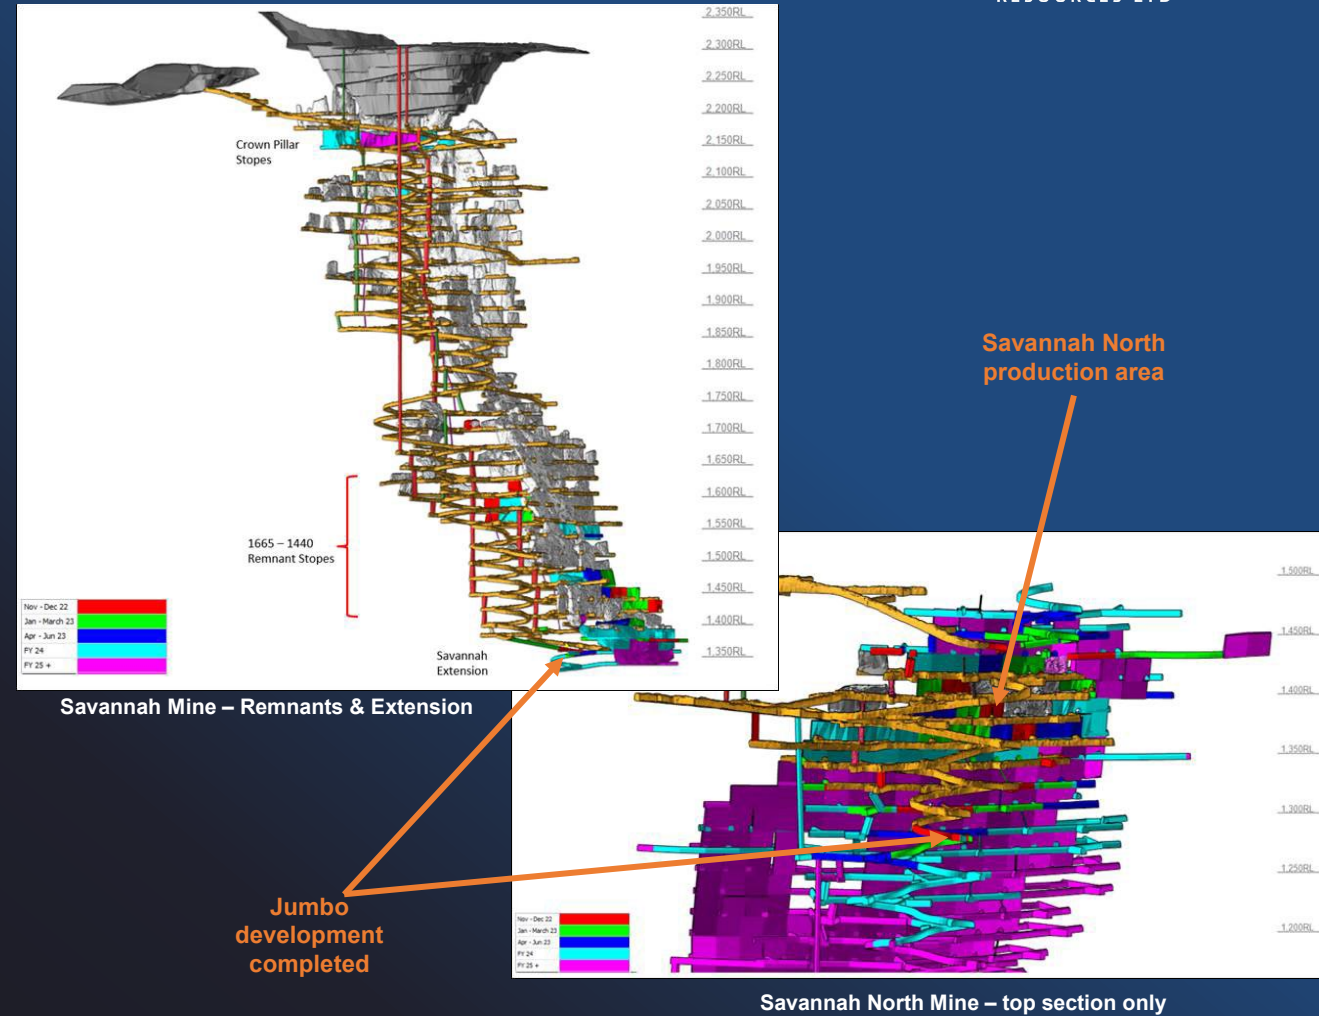 RESOURCES LTD
2,350RL
2,300RL
2,250RL
2,200RL
2,150RL
2,100RL
2,050RL
2,000RL
1,950RL
1,900RL
1,850RL
1,800RL
1,750RL
1,700RL
1,650RL
1,600RL
1,550RL
1,500RL
1,450RL
1,400RL
1,350RL
Crown Pillar
Stopes
1665 – 1440
Remnant Stopes
Savannah
Extension
Nov - Dec 22
Jan - March 23
Apr - Jun 23
FY 24
FY 25 +
Savannah Mine – Remnants & Extension
Savannah North
production area
1,500RL
1,450RL
1,400RL
1,350RL
1,300RL
1,250RL
1,200RL
Jumbo
development
completed
Nov - Dec 22
Jan - March 23
Apr - Jun 23
FY 24
FY 25 +
Savannah North Mine – top section only